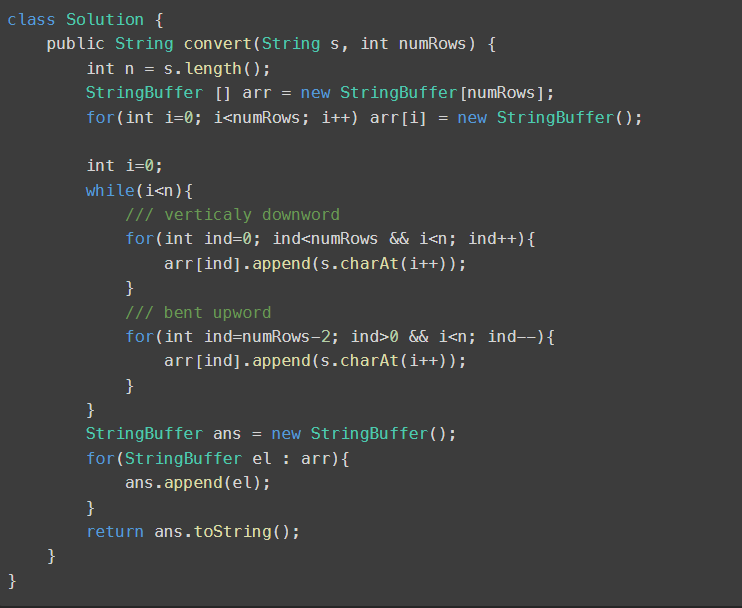 class Solution {
    public String convert(String s, int numRows) {
        int n = s.length();
        StringBuffer [] arr = new StringBuffer[numRows];
        for(int i=0; i<numRows; i++) arr[i] = new StringBuffer();

        int i=0;
        while(i<n){
            /// verticaly downword
            for(int ind=0; ind<numRows && i<n; ind++){
                arr[ind].append(s.charAt(i++));
            }
            /// bent upword
            for(int ind=numRows-2; ind>0 && i<n; ind--){
                arr[ind].append(s.charAt(i++));
            }
        }
        StringBuffer ans = new StringBuffer();
        for(StringBuffer el : arr){
            ans.append(el);
        }
        return ans.toString();
    }
}